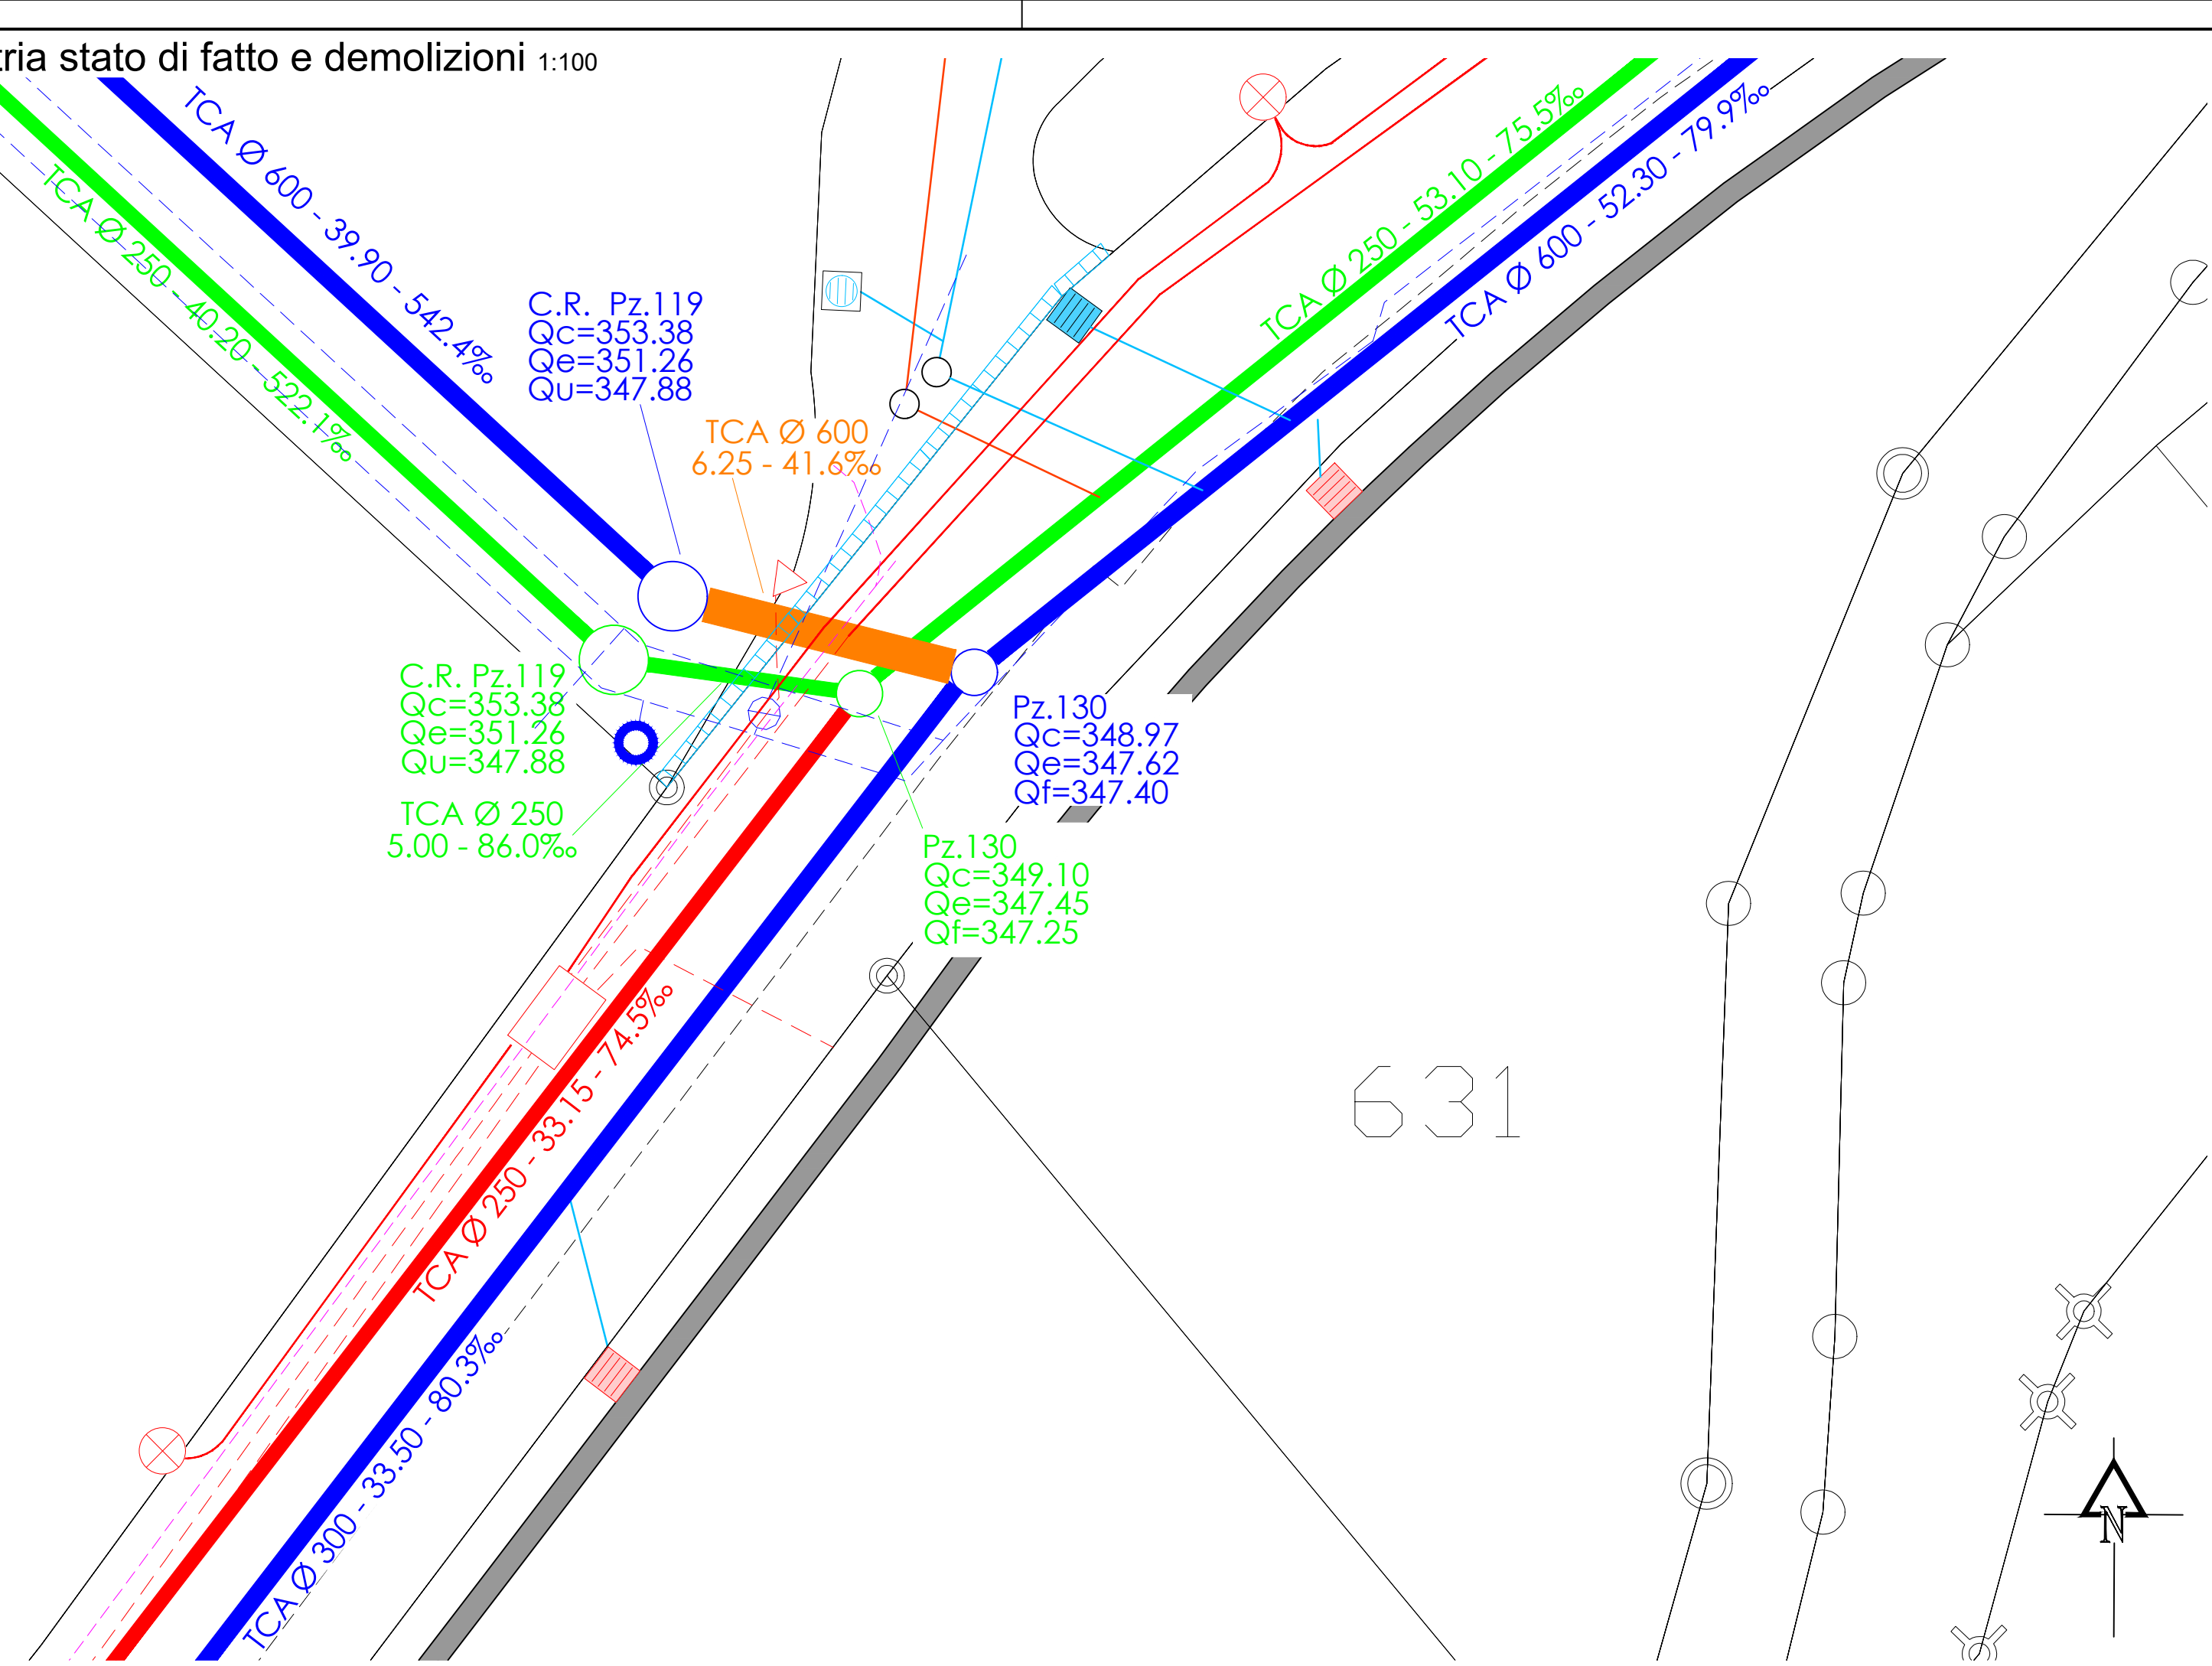 tria stato di fatto e demolizioni 1:100
TCA Ø 600 - 39.90 - 542.4‰
TCA Ø 250 - 40.20 - 522.1‰
TCA Ø 250 - 53.10 - 75.5‰
TCA Ø 600 - 52.30 - 79.9‰
C.R. Pz.119
Qc=353.38
Qe=351.26
Qu=347.88
TCA Ø 600
6.25 - 41.6‰
C.R. Pz.119
Qc=353.38
Qe=351.26
Qu=347.88
TCA Ø 250
5.00 - 86.0‰
Pz.130
Qc=348.97
Qe=347.62
Qf=347.40
Pz.130
Qc=349.10
Qe=347.45
Qf=347.25
TCA Ø 250 - 33.15 - 74.5‰
TCA Ø 300 - 33.50 - 80.3‰
631
N